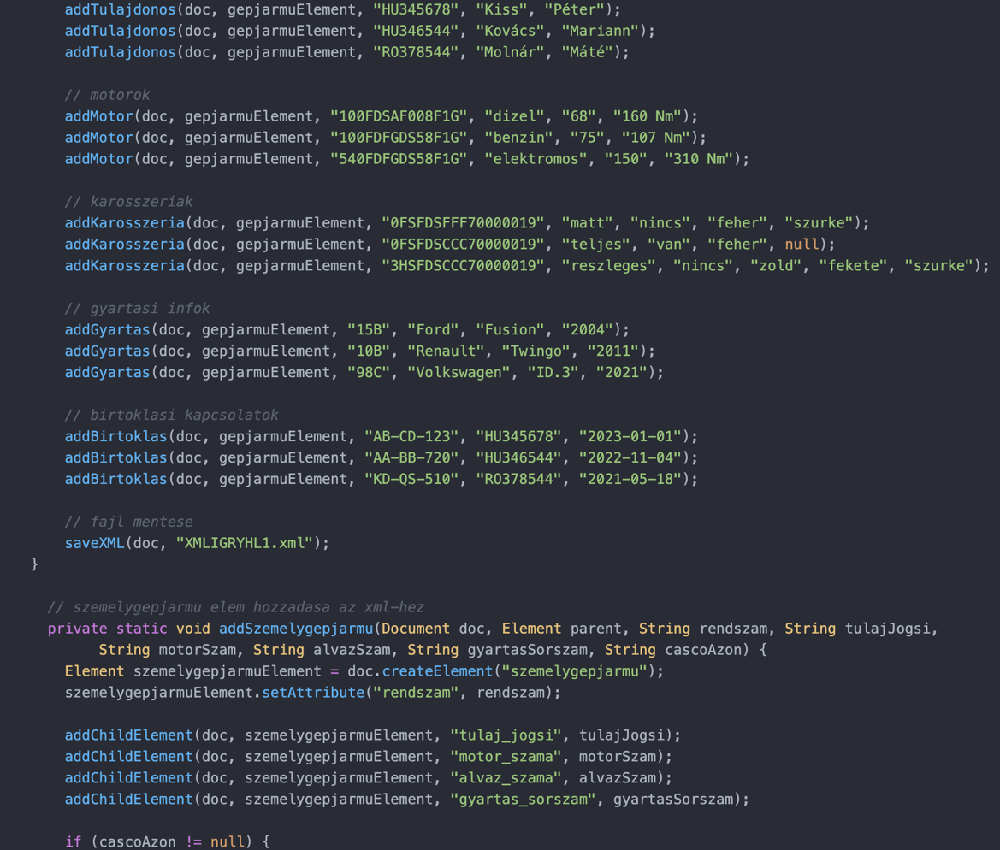 addTulajdonos(doc, gepjarmuElement, "HU345678", "Kiss", "Péter");
addTulajdonos(doc, gepjarmuElement, "HU346544", "Kovács", "Mariann");
addTulajdonos(doc, gepjarmuElement, "RO378544", "Molnár", "Máté");
// motorok
addMotor(doc, gepjarmuElement, "100FDSAF008F1G", "dizel", "68", "160 Nm");
addMotor(doc, gepjarmuElement, "100FDFGDS58F1G", "benzin", "75", "107 Nm");
addMotor(doc, gepjarmuElement, "540FDFGDS58F1G", "elektromos", "150", "310 Nm");
// karosszeriak
addKarosszeria(doc, gepjarmuElement, "0FSFDSFFF70000019", "matt", "nincs", "feher", "szurke");
addKarosszeria(doc, gepjarmuElement, "0FSFDSCCC70000019", "teljes", "van", "feher", null);
addKarosszeria(doc, gepjarmuElement, "3HSFDSCCC70000019", "reszleges", "nincs", "zold", "fekete", "szurke");
// gyartasi infok
addGyartas(doc, gepjarmuElement, "15B", "Ford", "Fusion", "2004");
addGyartas(doc, gepjarmuElement, "10B", "Renault", "Twingo", "2011");
addGyartas(doc, gepjarmuElement, "98C", "Volkswagen", "ID.3", "2021");
// birtoklasi kapcsolatok
addBirtoklas(doc, gepjarmuElement, "AB-CD-123", "HU345678", "2023-01-01");
addBirtoklas(doc, gepjarmuElement, "AA-BB-720", "HU346544", "2022-11-04");
addBirtoklas(doc, gepjarmuElement, "KD-QS-510", "RO378544", "2021-05-18");
// fajl mentese
saveXML(doc, "XMLIGRYHL1.xml");
}
// szemelygepjarmu elem hozzadasa az xml-hez
private static void addSzemelygepjarmu(Document doc, Element parent, String rendszam, String tulajJogsi,
String motorSzam, String alvazSzam, String gyartasSorszam, String cascoAzon) {
Element szemelygepjarmuElement = doc.createElement("szemelygepjarmu");
szemelygepjarmuElement.setAttribute("rendszam", rendszam);
addChildElement(doc, szemelygepjarmuElement, "tulaj_jogsi", tulajJogsi);
addChildElement(doc, szemelygepjarmuElement, "motor_szama", motorSzam);
addChildElement(doc, szemelygepjarmuElement, "alvaz_szama", alvazSzam);
addChildElement(doc, szemelygepjarmuElement, "gyartas_sorszam", gyartasSorszam);
if (cascoAzon != null) {